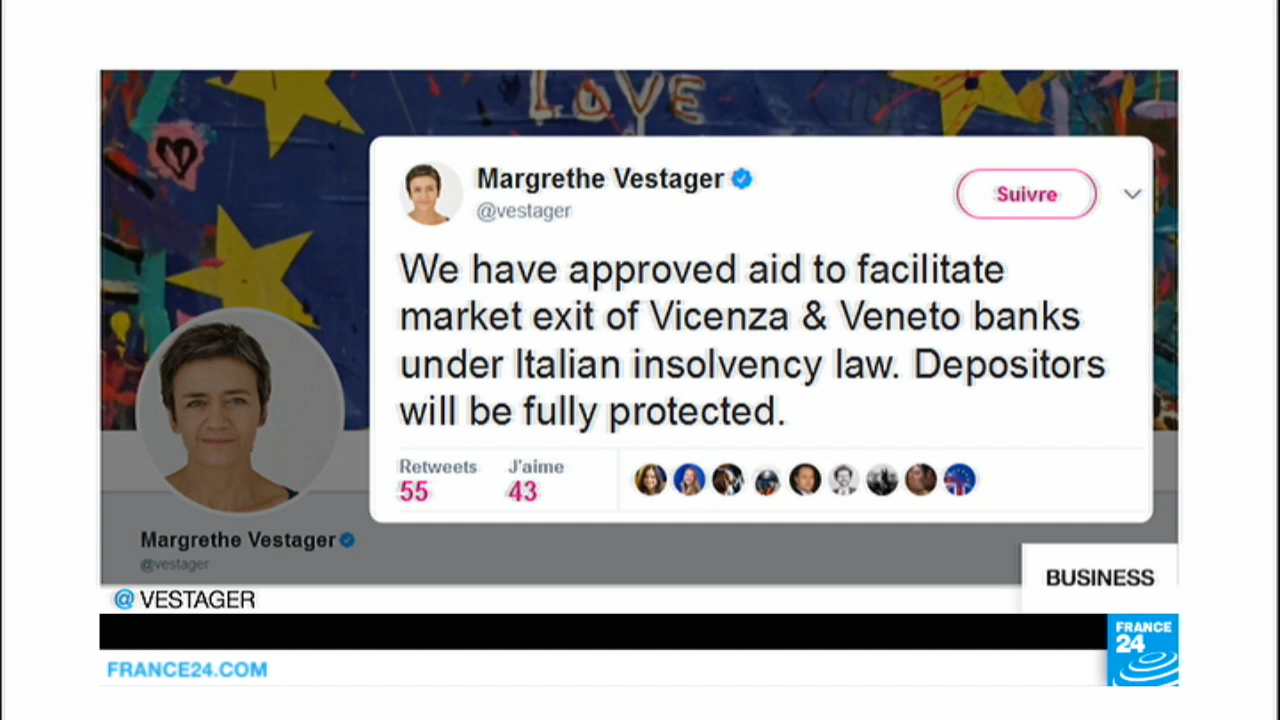 LOVE
Margrethe Vestager
@vestager
Suivre
We have approved aid to facilitate
market exit of Vicenza & Veneto banks
under Italian insolvency law. Depositors
will be fully protected.
Retweets J'aime
55 43
Margrethe Vestager
@vestager
BUSINESS
@ VESTAGER
FRANCE
24
FRANCE24.COM